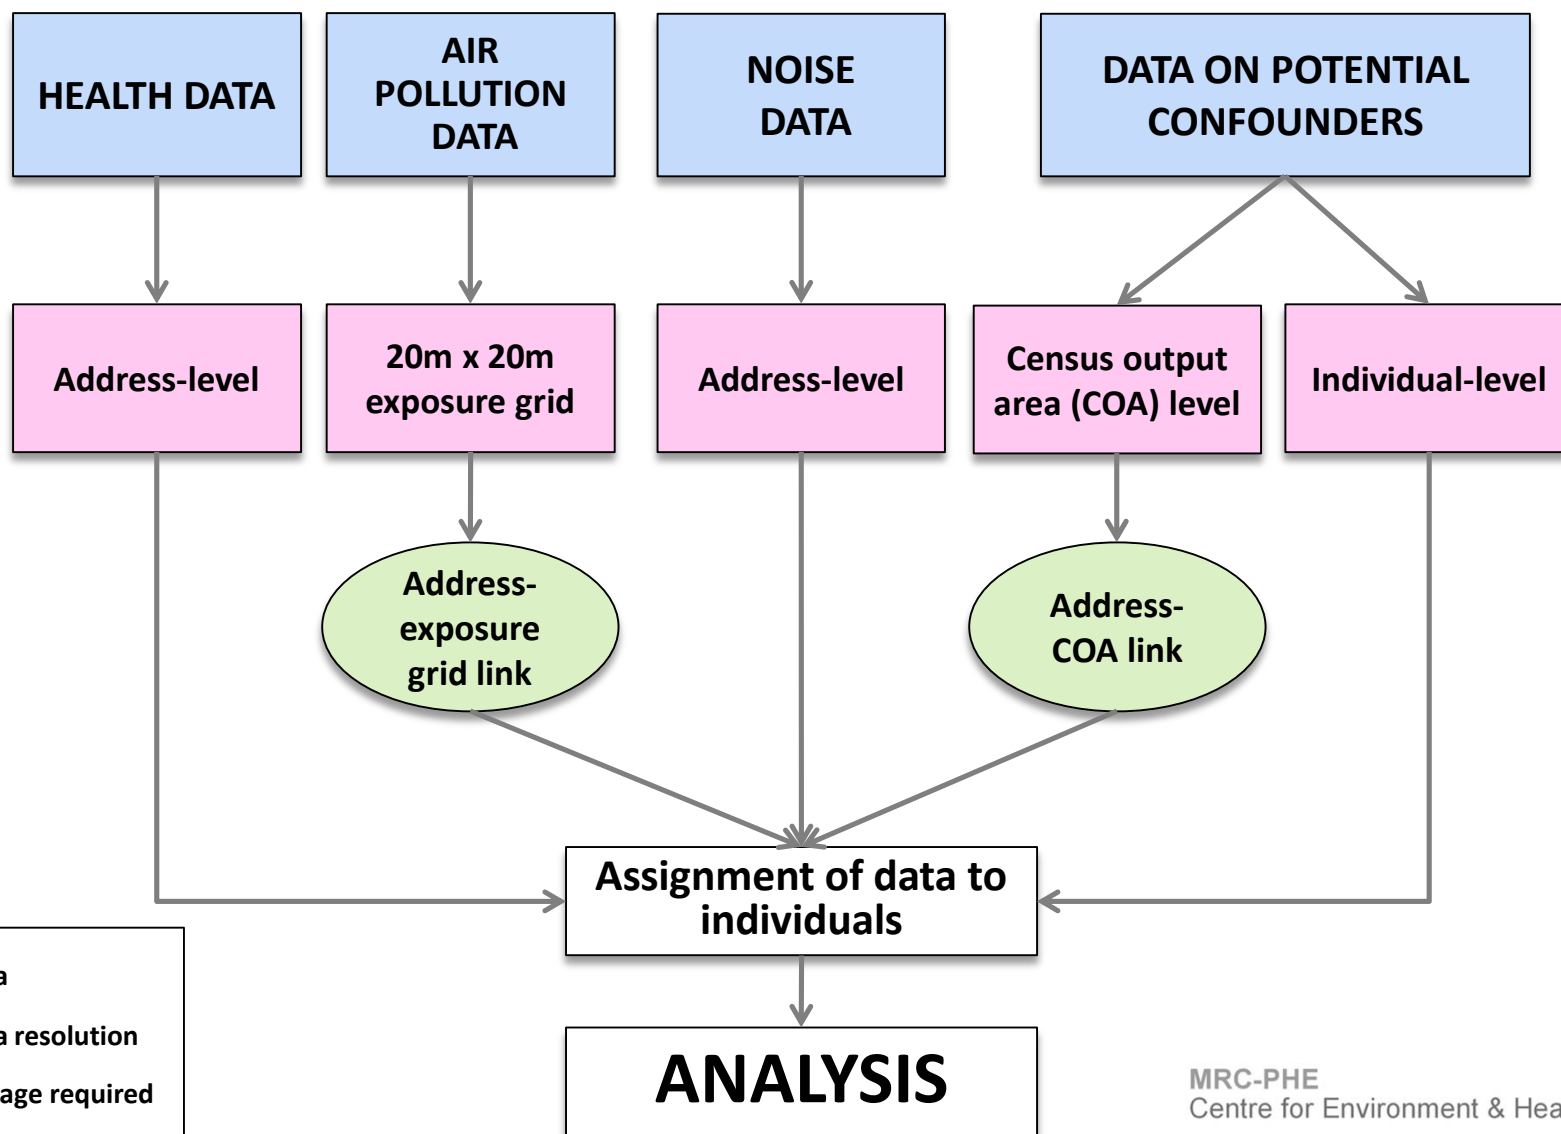 HEALTH DATA
AIR
POLLUTION
DATA
NOISE
DATA
DATA ON POTENTIAL
CONFOUNDERS
Address-level
20m x 20m
exposure grid
Address-level
Census output
area (COA) level
Individual-level
Address-
exposure
grid link
Address-
COA link
Assignment of data to
individuals
a resolution
required
ANALYSIS
MRC-PHE
Centre for Environment &